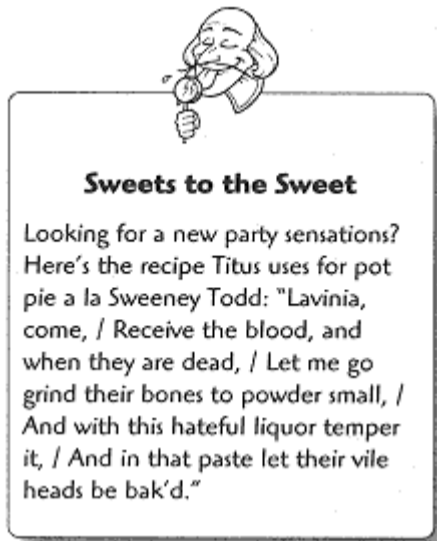 Sweets to the Sweet
Looking for a new party sensations?
Here's the recipe Titus uses for pot
pie a la Sweeney Todd: "Lavinia,
come, / Receive the blood, and
when they are dead, / Let me go
grind their bones to powder small, /
And with this hateful liquor temper
it, / And in that paste let their vile
heads be bak'd."